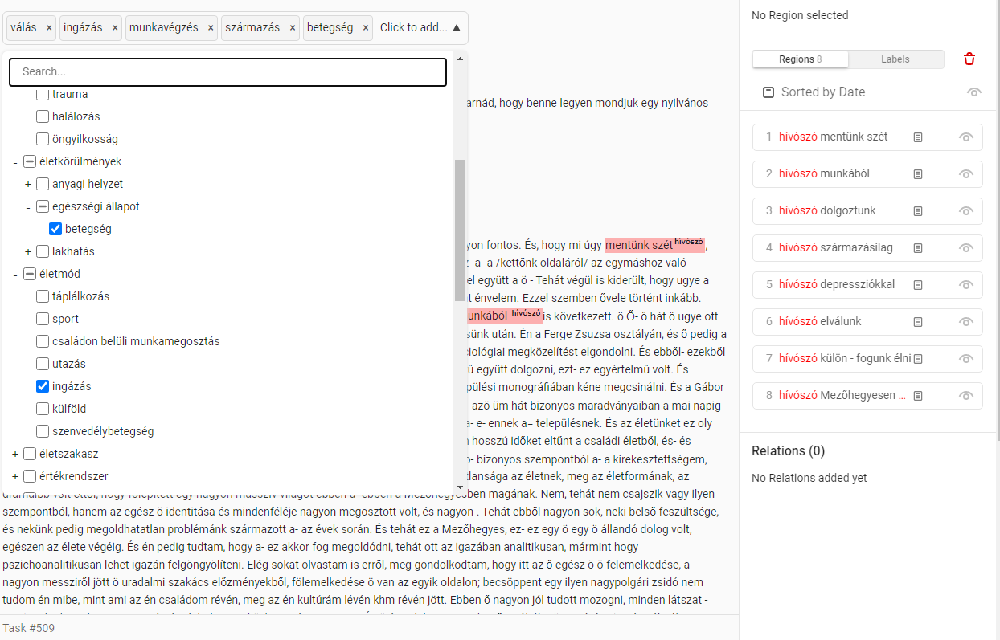 válás × ingázás × munkavégzés × származás × betegség × Click to add... ▲
Search...
trauma
halálozás
öngyilkosság
- életkörülmények
+ anyagi helyzet
- egészségi állapot
betegség
+ lakhatás
- életmód
táplálkozás
sport
családon belüli munkamegosztás
utazás
ingázás
külföld
szenvedélybetegség
+ életszakasz
+ értékrendszer
arnád, hogy benne legyen mondjuk egy nyilvános
yon fontos. És, hogy mi úgy mentünk szét hívószó,
- a- a /kettőnk oldaláról/ az egymáshoz való
el együtt a ö - Tehát végül is kiderült, hogy ugye a
t énvelem. Ezzel szemben ővele történt inkább.
unkából hívószó is következett. ö Ő- ő hát ő ugye ott
sünk után. Én a Ferge Zsuzsa osztályán, és ő pedig a
ciológiai megközelítést elgondolni. És ebből- ezekből
ű együtt dolgozni, ezt- ez egyértelmű volt. És
pülési monográfiában kéne megcsinálni. És a Gábor
- azö üm hát bizonyos maradványaiban a mai napig
a- e- ennek a= településnek. És az életünket ez oly
hosszú időket eltűnt a családi életből, és- és
o- bizonyos szempontból a- a kirekesztettségem,
tlansága az életnek, meg az életformának, az
drámaibb volt ettől, hogy fölépített egy nagyon masszív világot ebben a- ebben a Mezőhegyesben magának. Nem, tehát nem csajszik vagy ilyen
szempontból, hanem az egész ö identitása és mindenféléje nagyon megosztott volt, és nagyon-. Tehát ebből nagyon sok, neki belső feszültsége,
és nekünk pedig megoldhatatlan problémánk származott a- az évek során. És tehát ez a Mezőhegyes, ez- ez egy ö egy ö állandó dolog volt,
egészen az élete végéig. És én pedig tudtam, hogy a- ez akkor fog megoldódni, tehát ott az igazában analitikusan, mármint hogy
pszichoanalitikusan lehet igazán felgöngyölíteni. Elég sokat olvastam is erről, meg gondolkodtam, hogy itt az ő egész ö ö felemelkedése, a
nagyon messziről jött ö uradalmi szakács előzményekből, fölemelkedése ö van az egyik oldalon; becsöppent egy ilyen nagypolgári zsidó nem
tudom én mibe, mint ami az én családom révén, meg az én kultúrám lévén khm révén jött. Ebben ő nagyon jól tudott mozogni, minden látszat -
Task #509
No Region selected
Regions 8 Labels
Sorted by Date
1 hívószó mentünk szét
2 hívószó munkából
3 hívószó dolgoztunk
4 hívószó származásilag
5 hívószó depressziókkal
6 hívószó elválunk
7 hívószó külön - fogunk élni
8 hívószó Mezőhegyesen ...
Relations (0)
No Relations added yet